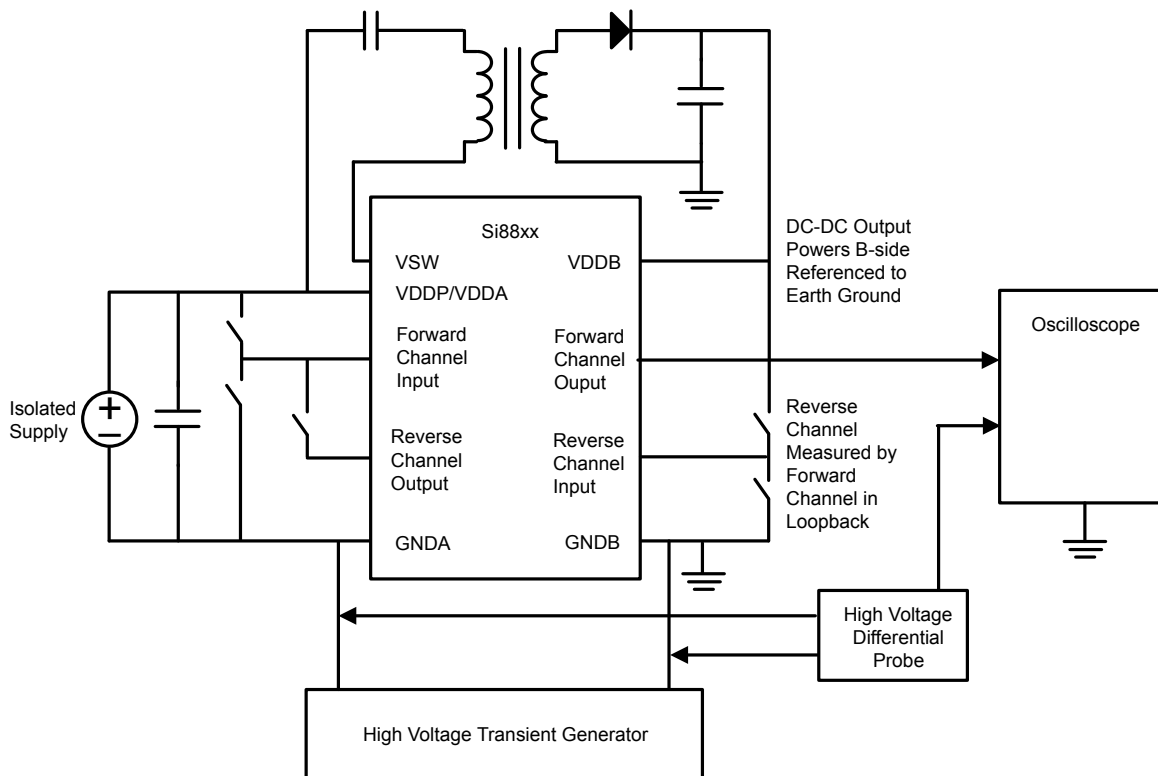 Si88xx
VSW
VDDB
VDDP/VDDA
Forward
Channel
Input
Forward
Channel
Ouput
Reverse
Channel
Output
Reverse
Channel
Input
GNDA
GNDB
Isolated
Supply
+
−
DC-DC Output
Powers B-side
Referenced to
Earth Ground
Oscilloscope
Reverse
Channel
Measured by
Forward
Channel in
Loopback
High Voltage
Differential
Probe
High Voltage Transient Generator